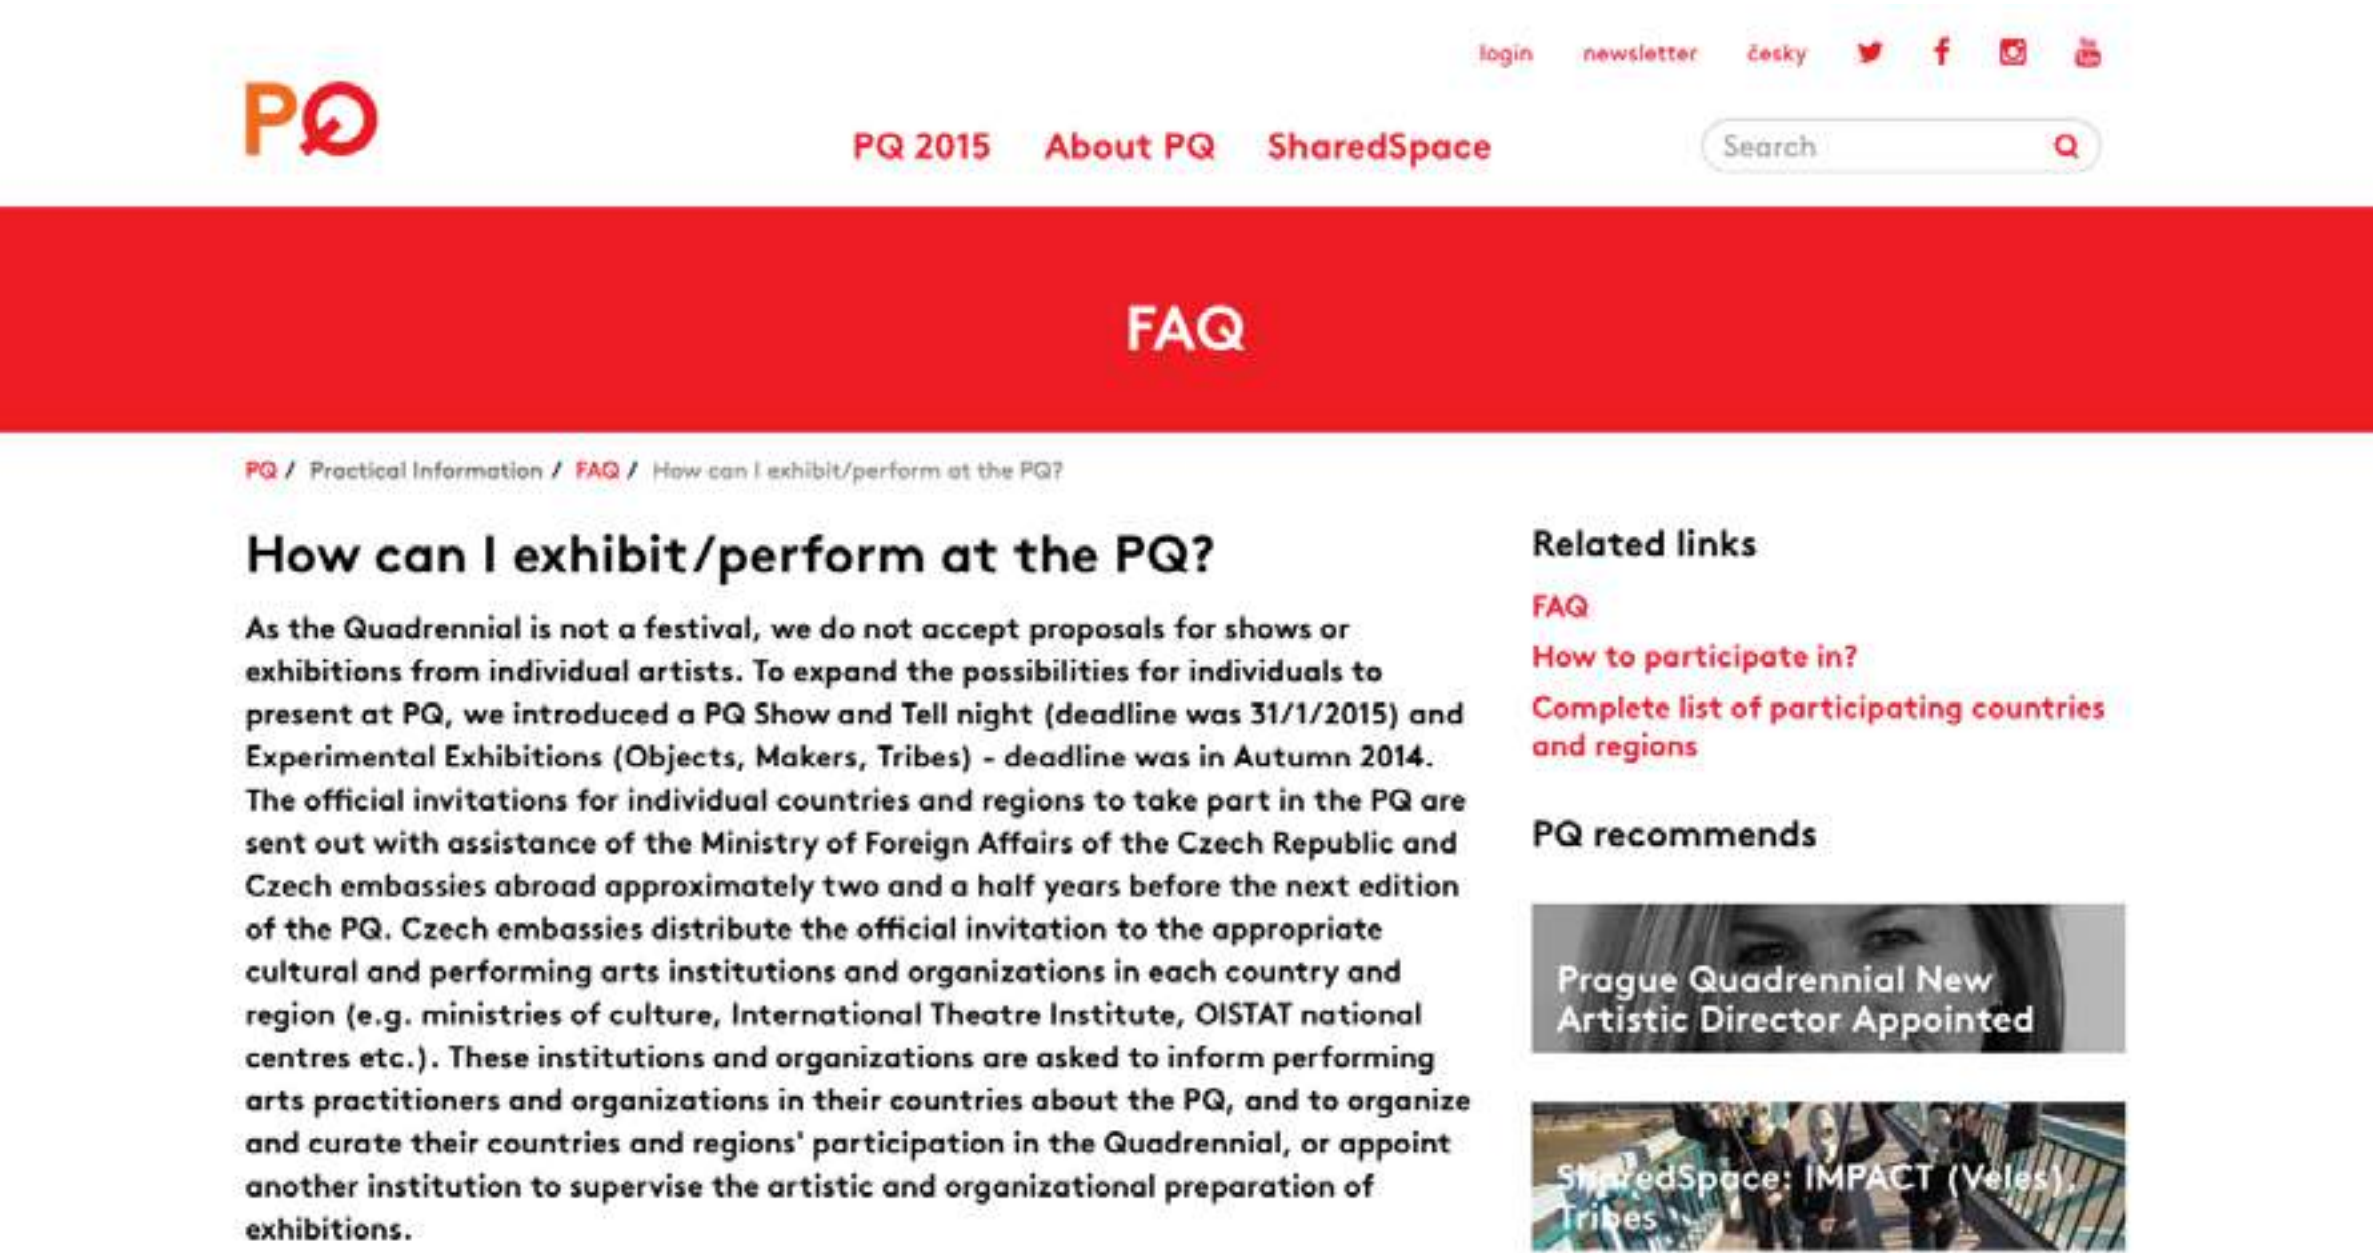 login newsletter česky
PQ
PQ 2015 About PQ SharedSpace Search
FAQ
PQ / Practical Information / FAQ / How can I exhibit/perform at the PQ?
How can I exhibit/perform at the PQ?
As the Quadrennial is not a festival, we do not accept proposals for shows or
exhibitions from individual artists. To expand the possibilities for individuals to
present at PQ, we introduced a PQ Show and Tell night (deadline was 31/1/2015) and
Experimental Exhibitions (Objects, Makers, Tribes) - deadline was in Autumn 2014.
The official invitations for individual countries and regions to take part in the PQ are
sent out with assistance of the Ministry of Foreign Affairs of the Czech Republic and
Czech embassies abroad approximately two and a half years before the next edition
of the PQ. Czech embassies distribute the official invitation to the appropriate
cultural and performing arts institutions and organizations in each country and
region (e.g. ministries of culture, International Theatre Institute, OISTAT national
centres etc.). These institutions and organizations are asked to inform performing
arts practitioners and organizations in their countries about the PQ, and to organize
and curate their countries and regions' participation in the Quadrennial, or appoint
another institution to supervise the artistic and organizational preparation of
exhibitions.
Related links
FAQ
How to participate in?
Complete list of participating countries
and regions
PQ recommends
Prague Quadrennial New
Artistic Director Appointed
SharedSpace: IMPACT (Veles),
Tribes